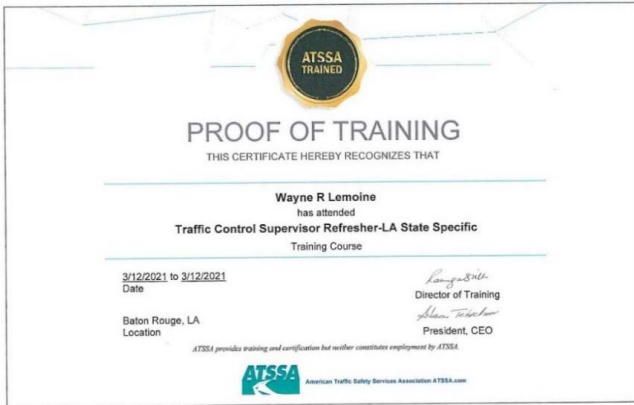 ATSSA
TRAINED
PROOF OF TRAINING
THIS CERTIFICATE HEREBY RECOGNIZES THAT
Wayne R Lemoine
has attended
Traffic Control Supervisor Refresher-LA State Specific
Training Course
3/12/2021 to 3/12/2021
Date
Director of Training
Baton Rouge, LA
Location
President, CEO
ATSSA provides training and certification but neither constitutes employment by ATSSA.
ATSSA
American Traffic Safety Services Association ATSSA.com